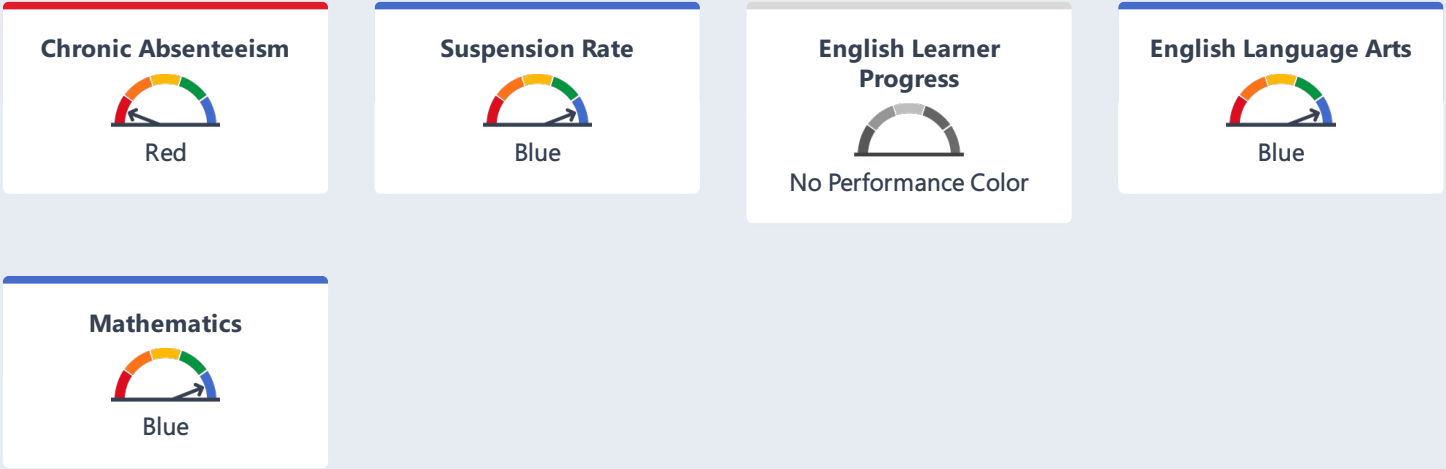 Chronic Absenteeism
Red
Suspension Rate
Blue
English Learner
Progress
No Performance Color
English Language Arts
Blue
Mathematics
Blue